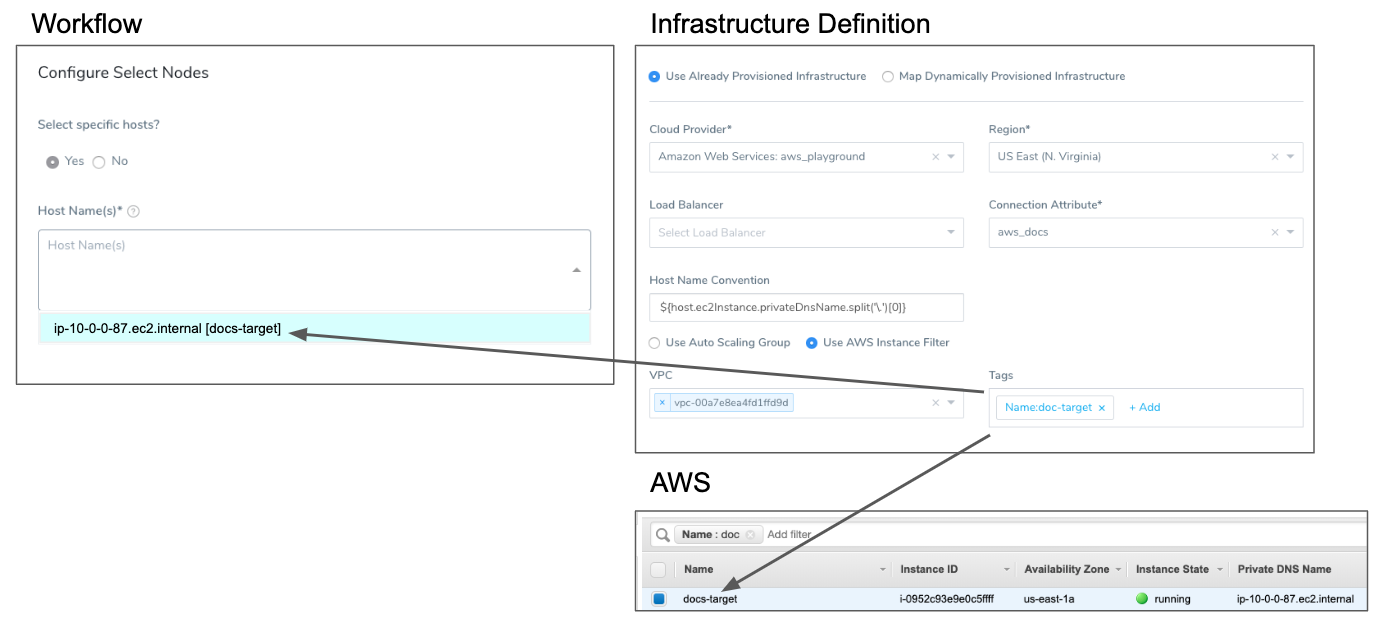 Workflow
Configure Select Nodes
Select specific hosts?
Yes No
Host Name(s)* ?
Host Name(s)
ip-10-0-0-87.ec2.internal [docs-target]
Infrastructure Definition
Use Already Provisioned Infrastructure Map Dynamically Provisioned Infrastructure
Cloud Provider* Region*
Amazon Web Services: aws_playground × US East (N. Virginia) ×
Load Balancer Connection Attribute*
Select Load Balancer aws_docs ×
Host Name Convention
${host.ec2Instance.privateDnsName.split('\.')[0]}
Use Auto Scaling Group Use AWS Instance Filter
VPC Tags
× vpc-00a7e8ea4fd1ffd9d × Name:doc-target × + Add
AWS
Name : doc Add filter
Name Instance ID Availability Zone Instance State Private DNS Name
docs-target i-0952c93e9e0c5ffff us-east-1a running ip-10-0-0-87.ec2.internal